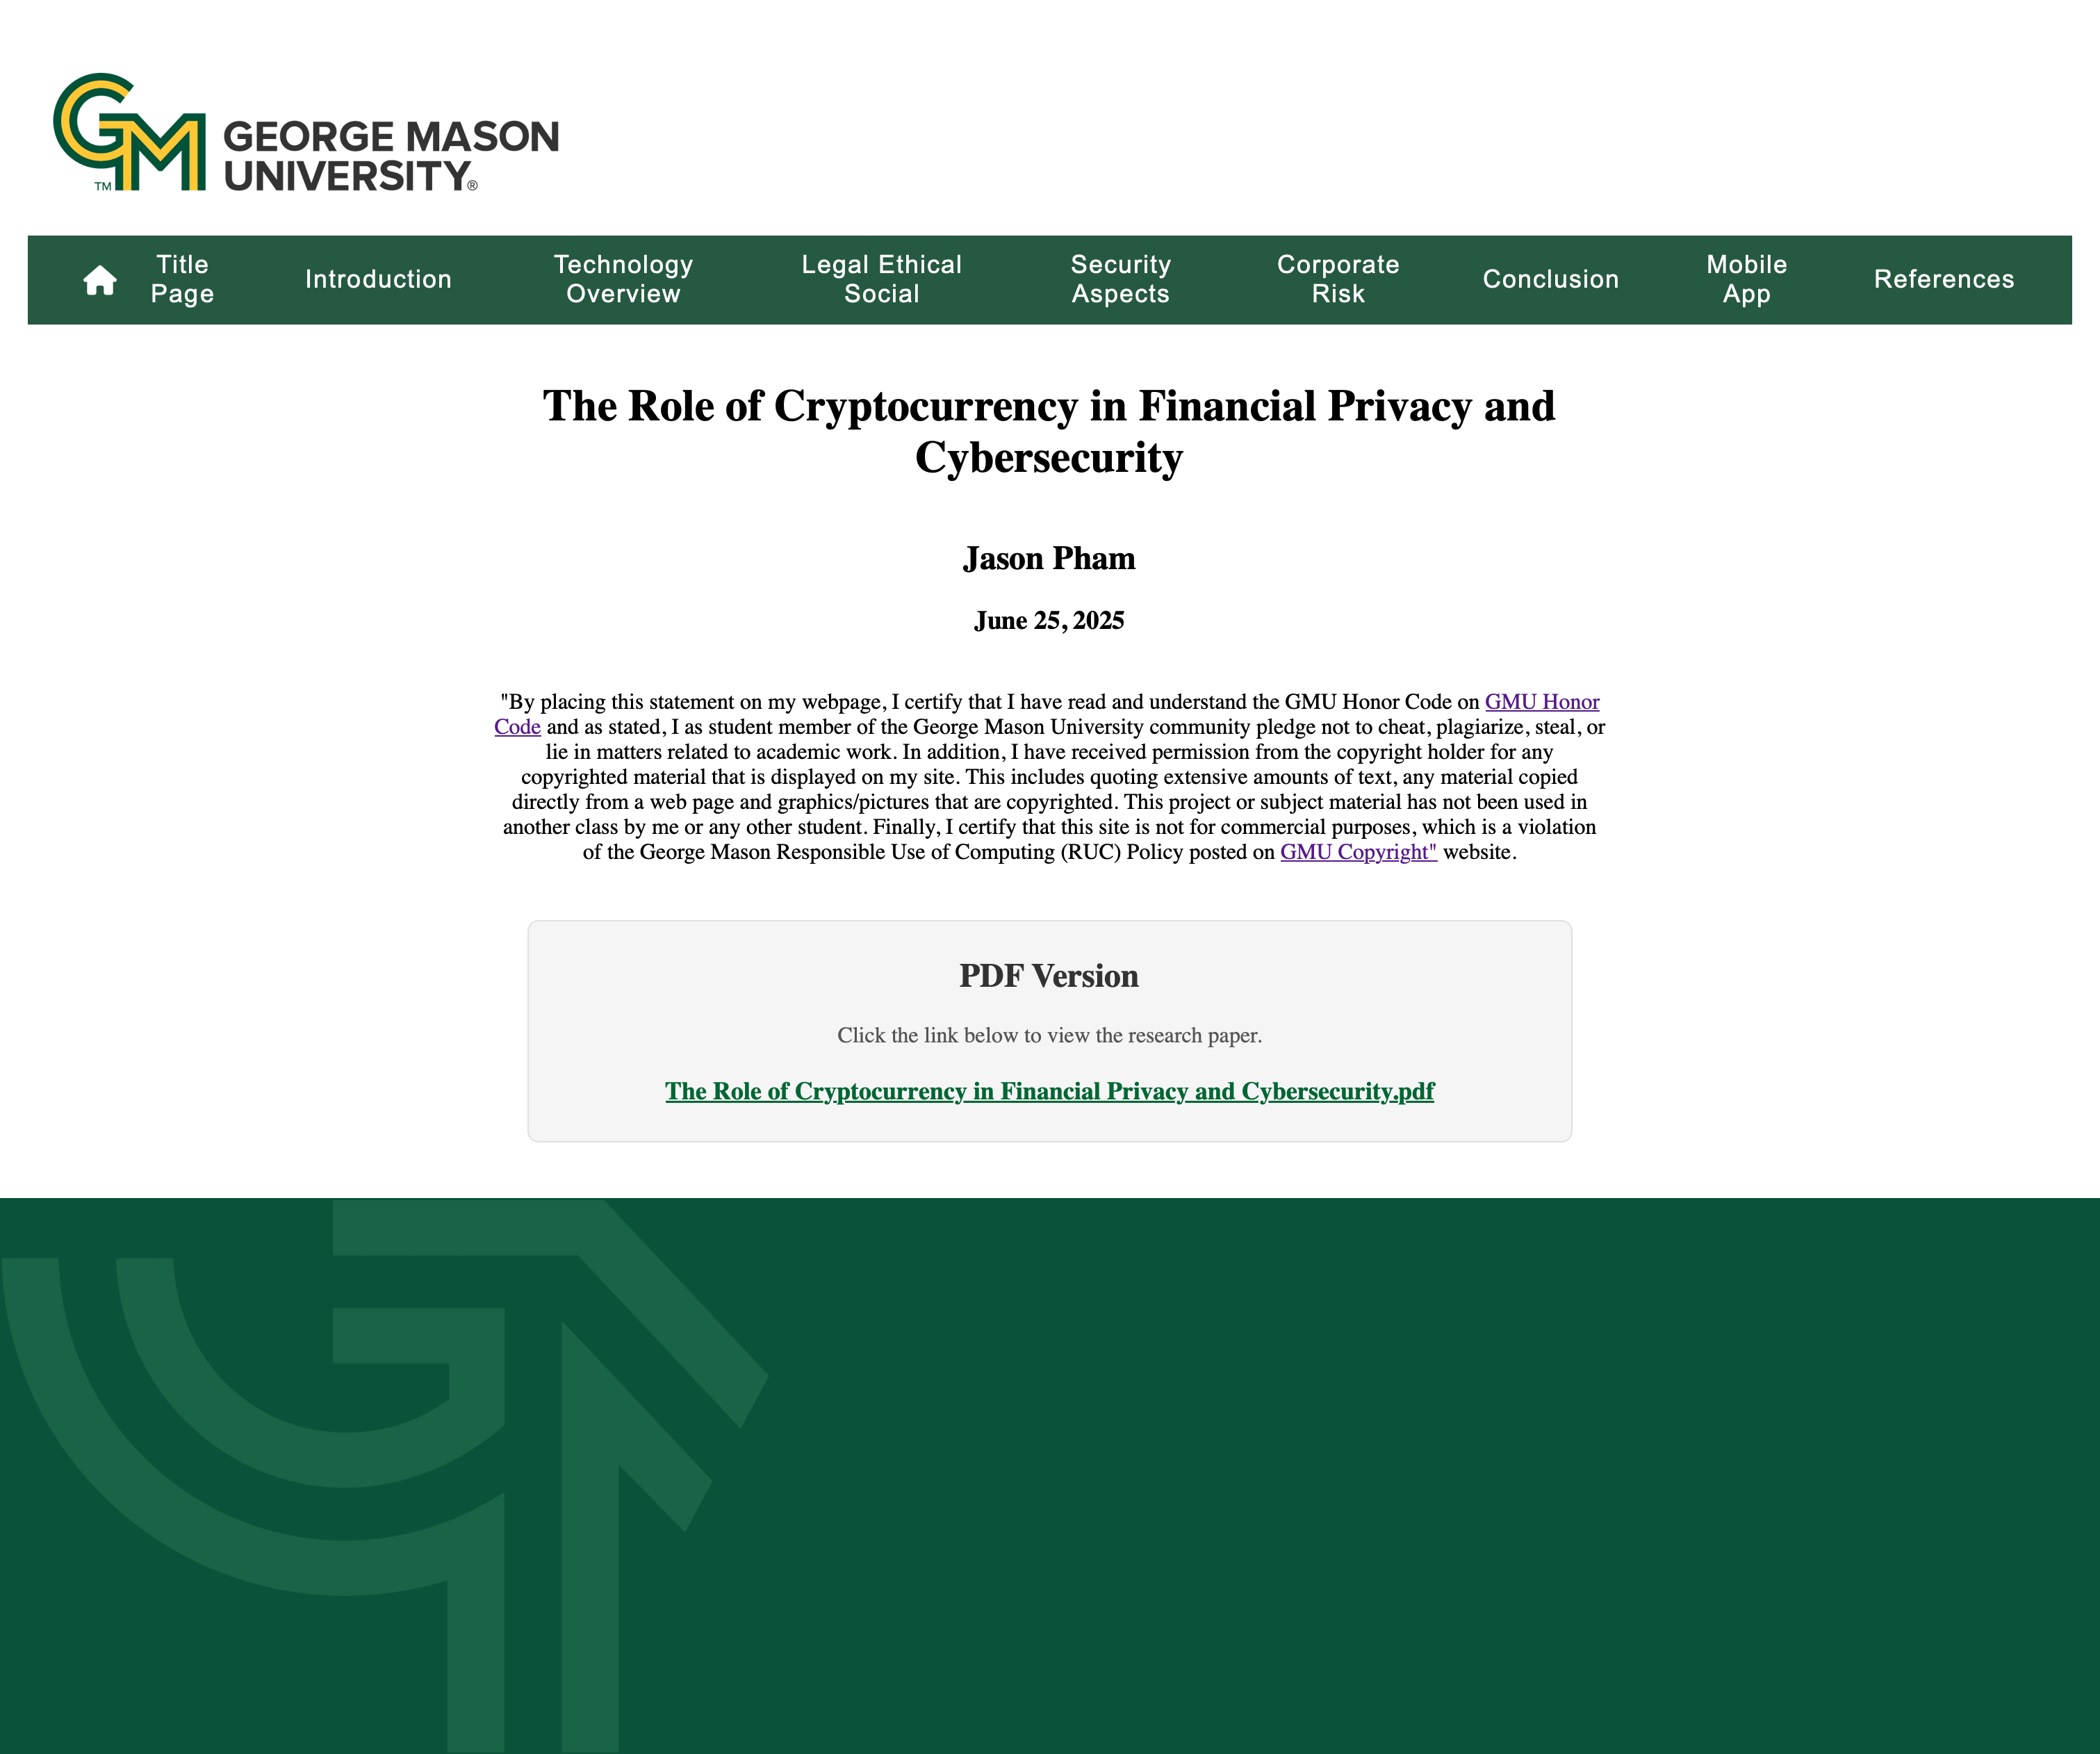 GEORGE MASON
UNIVERSITY®
TM
Title
Page
Introduction
Technology
Overview
Legal Ethical
Social
Security
Aspects
Corporate
Risk
Conclusion
Mobile
App
References
The Role of Cryptocurrency in Financial Privacy and
Cybersecurity
Jason Pham
June 25, 2025
"By placing this statement on my webpage, I certify that I have read and understand the GMU Honor Code on GMU Honor
Code and as stated, I as student member of the George Mason University community pledge not to cheat, plagiarize, steal, or
lie in matters related to academic work. In addition, I have received permission from the copyright holder for any
copyrighted material that is displayed on my site. This includes quoting extensive amounts of text, any material copied
directly from a web page and graphics/pictures that are copyrighted. This project or subject material has not been used in
another class by me or any other student. Finally, I certify that this site is not for commercial purposes, which is a violation
of the George Mason Responsible Use of Computing (RUC) Policy posted on GMU Copyright" website.
PDF Version
Click the link below to view the research paper.
The Role of Cryptocurrency in Financial Privacy and Cybersecurity.pdf